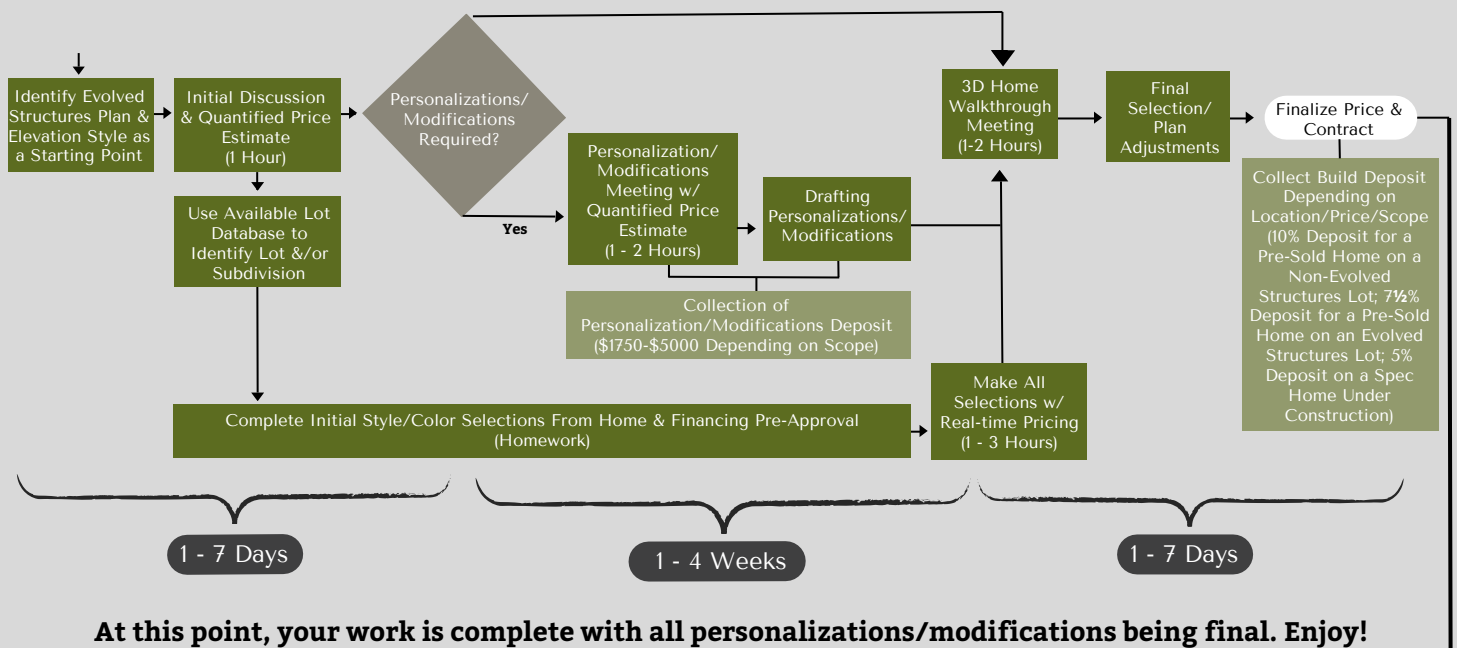 Identify Evolved
Structures Plan &
Elevation Style as
a Starting Point
Initial Discussion
& Quantified Price
Estimate
(1 Hour)
Personalizations/
Modifications
Required?
Yes
Use Available Lot
Database to
Identify Lot &/or
Subdivision
Personalization/
Modifications
Meeting w/
Quantified Price
Estimate
(1 - 2 Hours)
Drafting
Personalizations/
Modifications
Collection of
Personalization/Modifications Deposit
($1750-$5000 Depending on Scope)
Complete Initial Style/Color Selections From Home & Financing Pre-Approval
(Homework)
Make All
Selections w/
Real-time Pricing
(1 - 3 Hours)
3D Home
Walkthrough
Meeting
(1-2 Hours)
Final
Selection/
Plan
Adjustments
Finalize Price &
Contract
Collect Build Deposit
Depending on
Location/Price/Scope
(10% Deposit for a
Pre-Sold Home on a
Non-Evolved
Structures Lot; 7½%
Deposit for a Pre-Sold
Home on an Evolved
Structures Lot; 5%
Deposit on a Spec
Home Under
Construction)
1 - 7 Days
1 - 4 Weeks
1 - 7 Days
At this point, your work is complete with all personalizations/modifications being final. Enjoy!